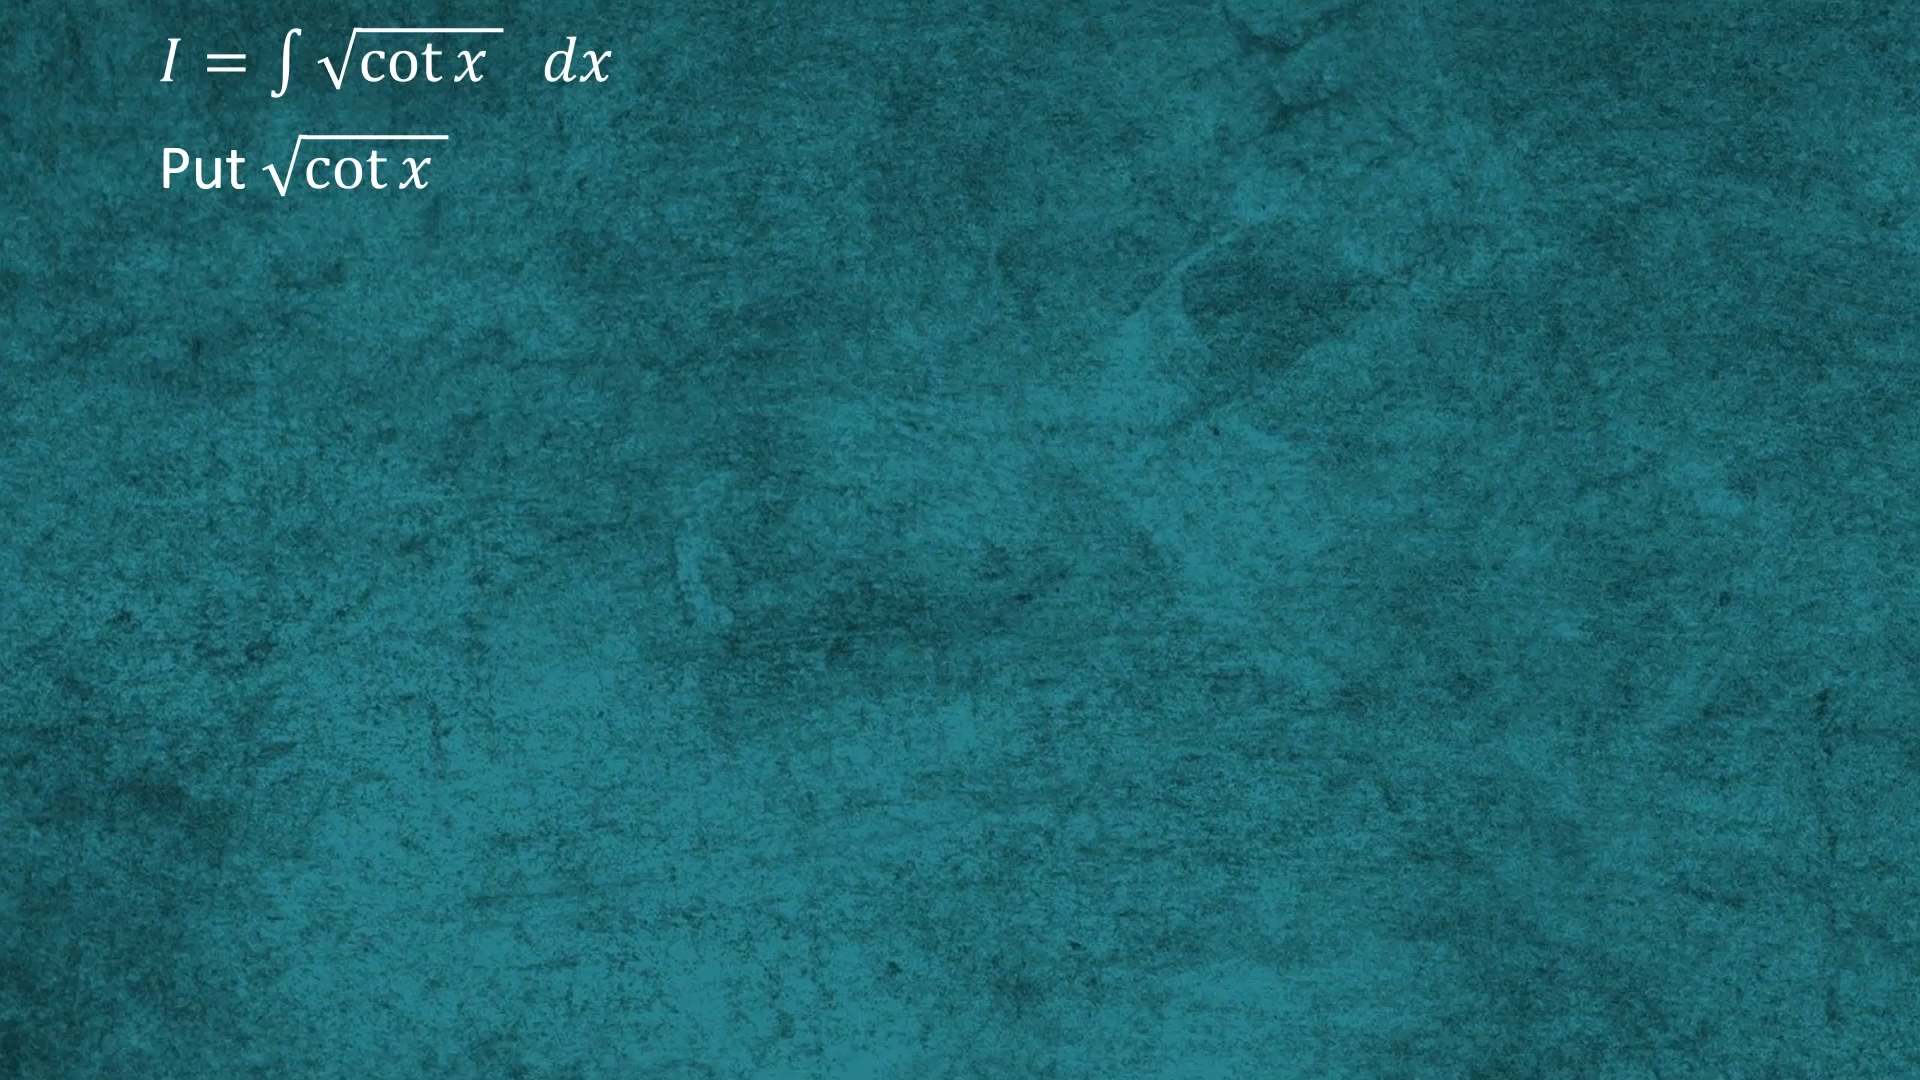 I = ∫ √cot x dx
Put √cot x